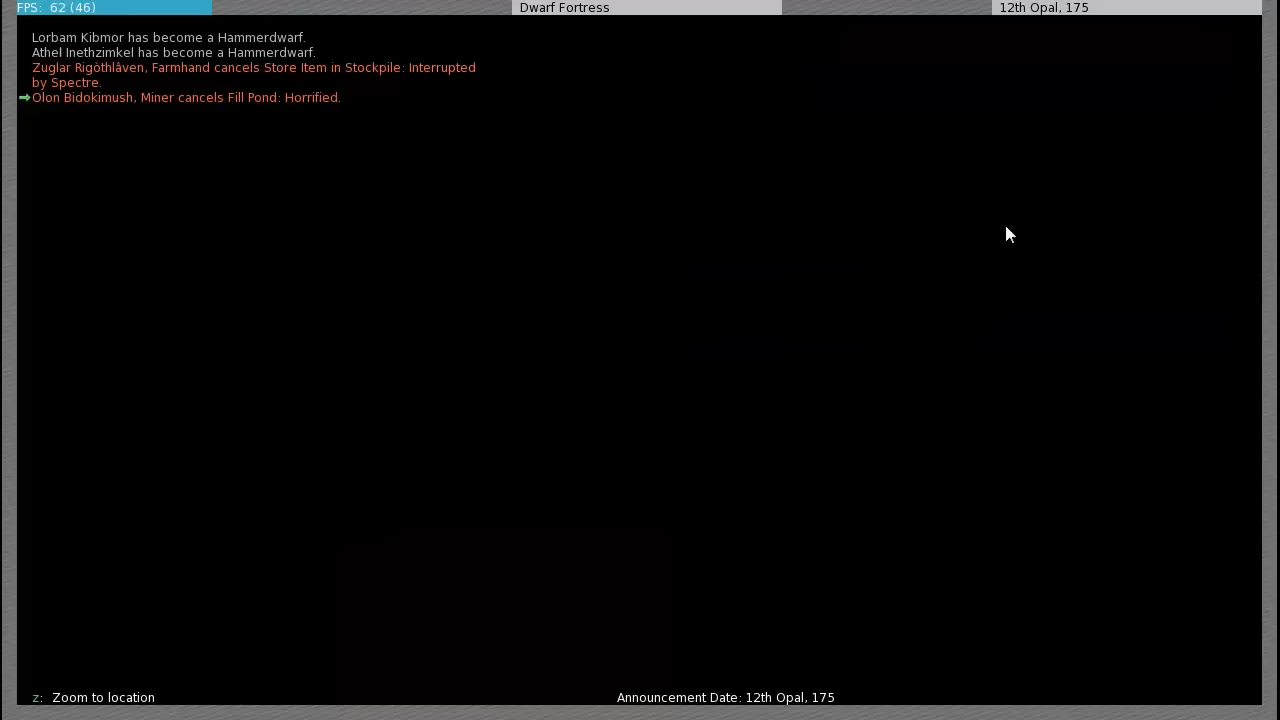 FPS: 62 (46)
Dwarf Fortress
12th Opal, 175
Lorbam Kibmor has become a Hammerdwarf.
Athel Inethzimkel has become a Hammerdwarf.
Zuglar Rigòthlåven, Farmhand cancels Store Item in Stockpile: Interrupted
by Spectre.
Olon Bidokimush, Miner cancels Fill Pond: Horrified.
z: Zoom to location
Announcement Date: 12th Opal, 175